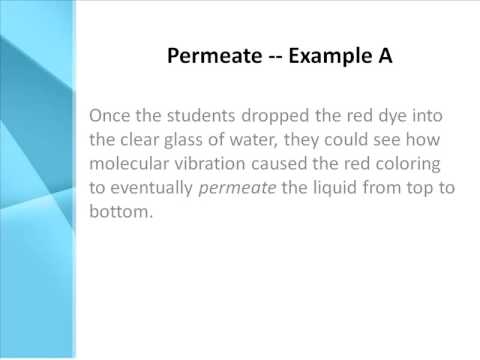 Permeate -- Example A
Once the students dropped the red dye into
the clear glass of water, they could see how
molecular vibration caused the red coloring
to eventually permeate the liquid from top to
bottom.